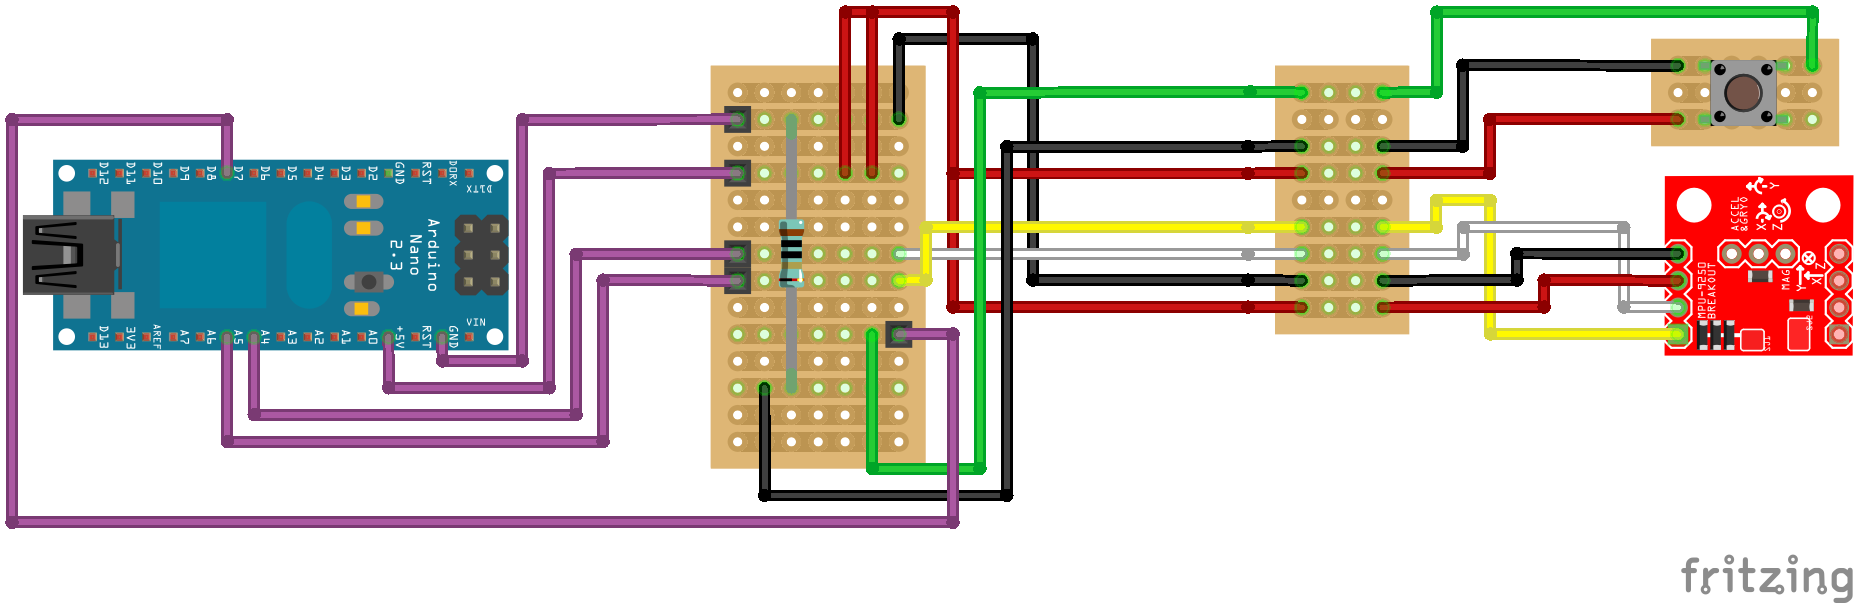 D12
D11
D10
D9
D8
D7
D6
D5
D4
D3
D2
GND
RST
D0RX
D1TX
Arduino
Nano
2.3
D13
3V3
AREF
A7
A6
A5
A4
A3
A2
A1
A0
+5V
RST
GND
VIN
ACCEL
&GRYO
X
Y
Z
MPU-9250
BREAKOUT
MAG
Y
X
Z
fritzing